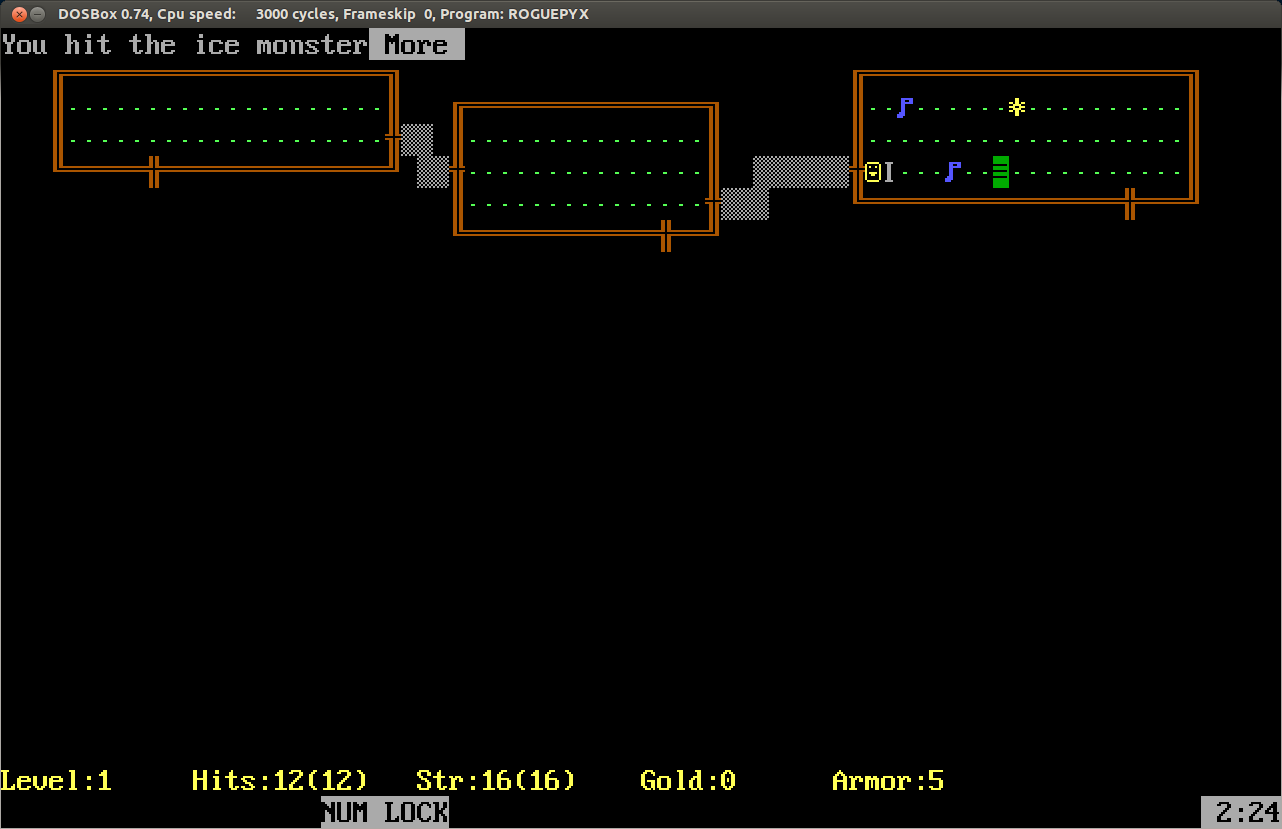 DOSBox 0.74, Cpu speed: 3000 cycles, Frameskip 0, Program: ROGUEPYX
You hit the ice monster More
I
Level:1 Hits:12(12) Str:16(16) Gold:0 Armor:5
NUM LOCK 2:24